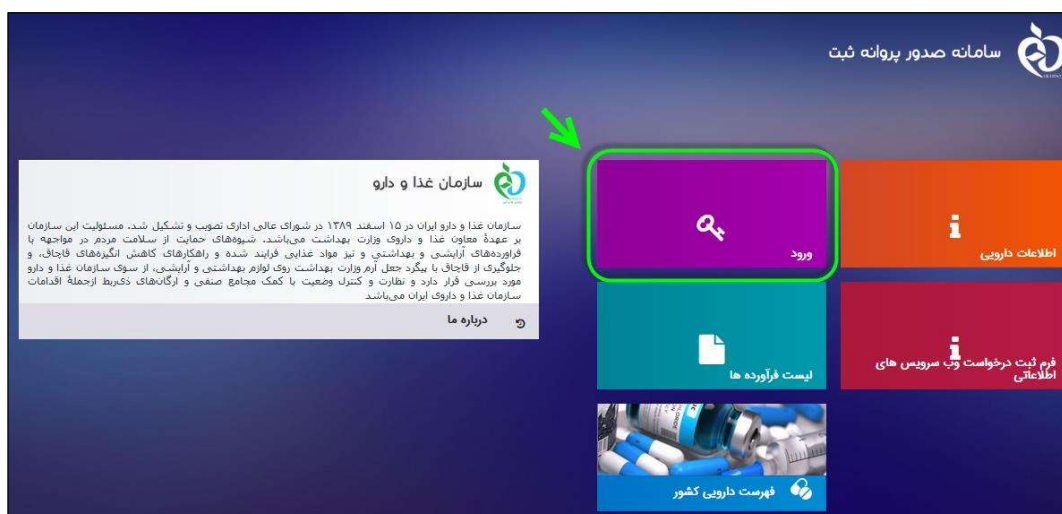 سامانه صدور پروانه ثبت
اطلاعات دارویی
ورود
فرم ثبت درخواست وب سرویس های
اطلاعاتی
لیست فرآورده ها
فهرست دارویی کشور
سازمان غذا و دارو
سازمان غذا و دارو ایران در ۱۵ اسفند ۱۳۸۹ در شورای عالی اداری تصویب و تشکیل شد. مسئولیت این سازمان
بر عهدهٔ معاون غذا و داروی وزارت بهداشت می‌باشد. شیوه‌های حمایت از سلامت مردم در مواجهه با
فراورده‌های آرایشی و بهداشتی و نیز مواد غذایی فرایند شده و راهکارهای کاهش انگیزه‌های قاچاق، و
جلوگیری از قاچاق با پیگرد جعل آرم وزارت بهداشت روی لوازم بهداشتی و آرایشی، از سوی سازمان غذا و دارو
مورد بررسی قرار دارد و نظارت و کنترل وضعیت با کمک مجامع صنفی و ارگان‌های ذی‌ربط ازجملهٔ اقدامات
سازمان غذا و داروی ایران می‌باشد
درباره ما